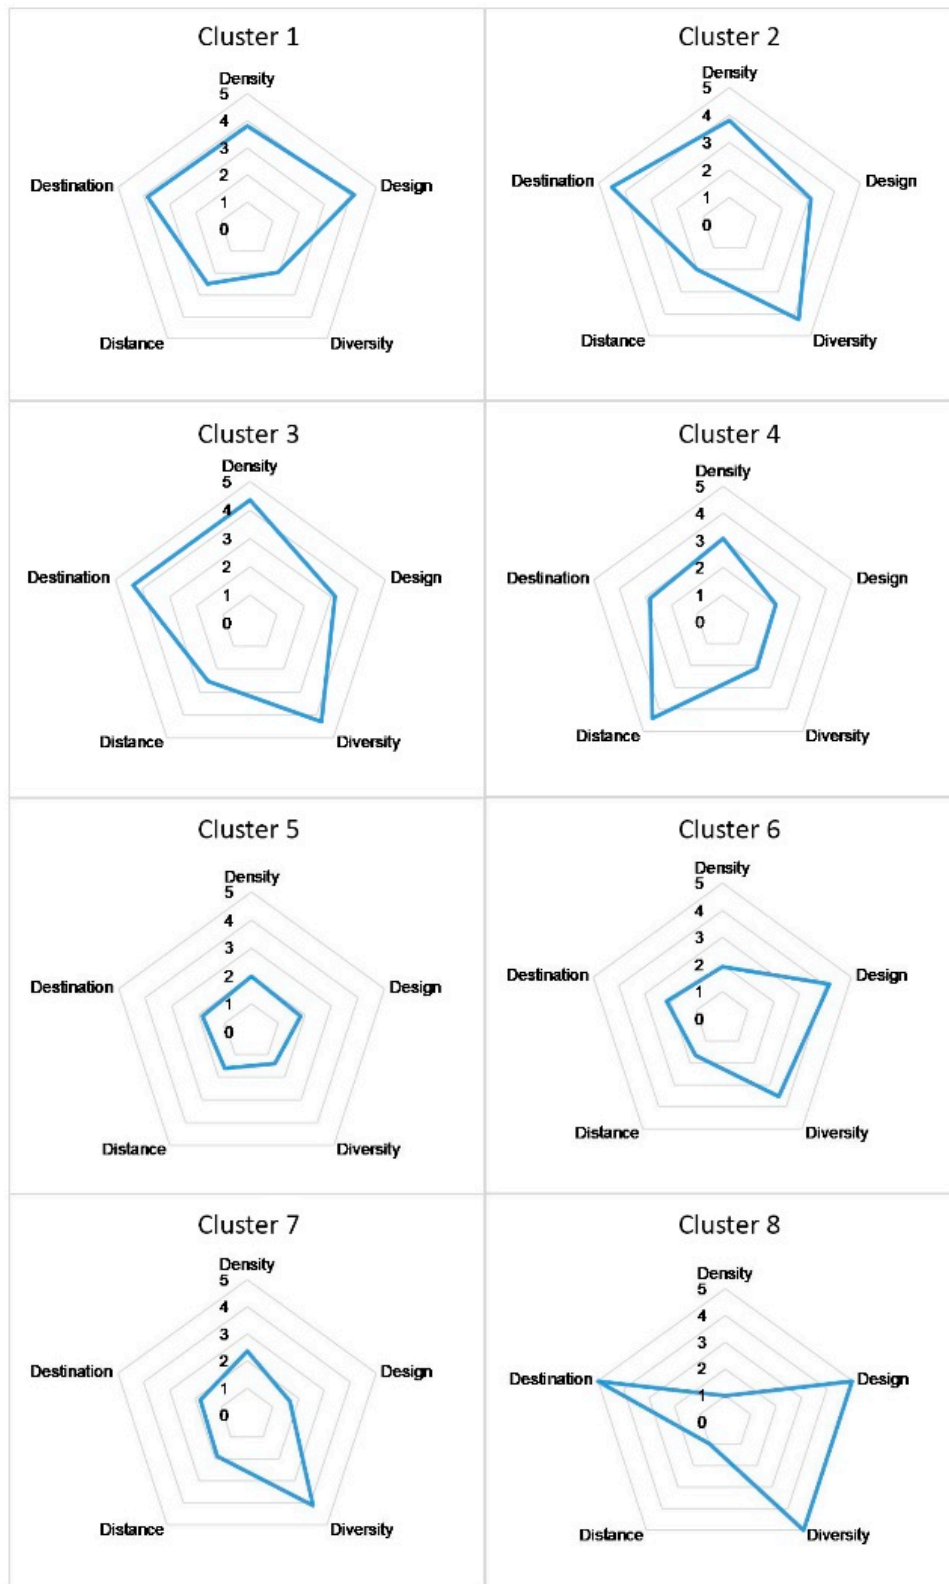 Cluster 1
Density
5
4
3
2
1
0
Destination
Design
Distance
Diversity
Cluster 2
Density
5
4
3
2
1
0
Destination
Design
Distance
Diversity
Cluster 3
Density
5
4
3
2
1
0
Destination
Design
Distance
Diversity
Cluster 4
Density
5
4
3
2
1
0
Destination
Design
Distance
Diversity
Cluster 5
Density
5
4
3
2
1
0
Destination
Design
Distance
Diversity
Cluster 6
Density
5
4
3
2
1
0
Destination
Design
Distance
Diversity
Cluster 7
Density
5
4
3
2
1
0
Destination
Design
Distance
Diversity
Cluster 8
Density
5
4
3
2
1
0
Destination
Design
Distance
Diversity